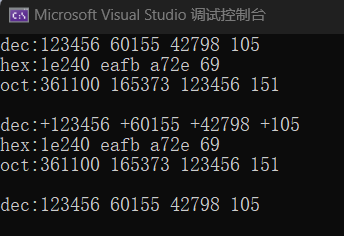 Microsoft Visual Studio 调试控制台
dec:123456 60155 42798 105
hex:1e240 eafb a72e 69
oct:361100 165373 123456 151

dec:+123456 +60155 +42798 +105
hex:1e240 eafb a72e 69
oct:361100 165373 123456 151

dec:123456 60155 42798 105